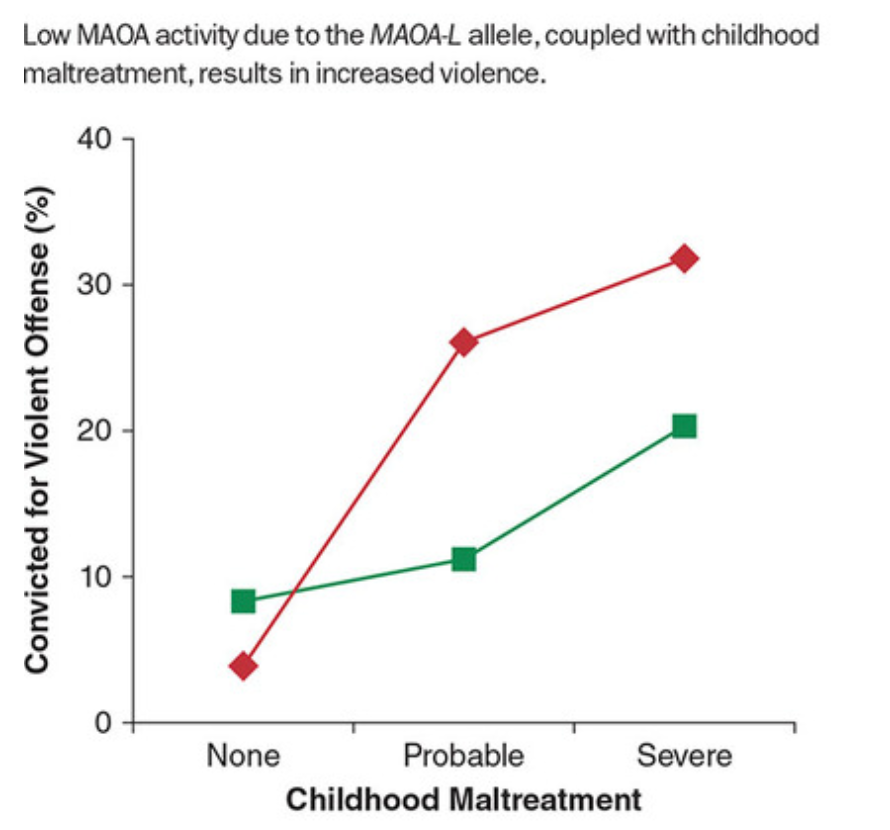 Low MAOA activity due to the MAOA-L allele, coupled with childhood
maltreatment, results in increased violence.
40
30
20
10
0
Convicted for Violent Offense (%)
None Probable Severe
Childhood Maltreatment